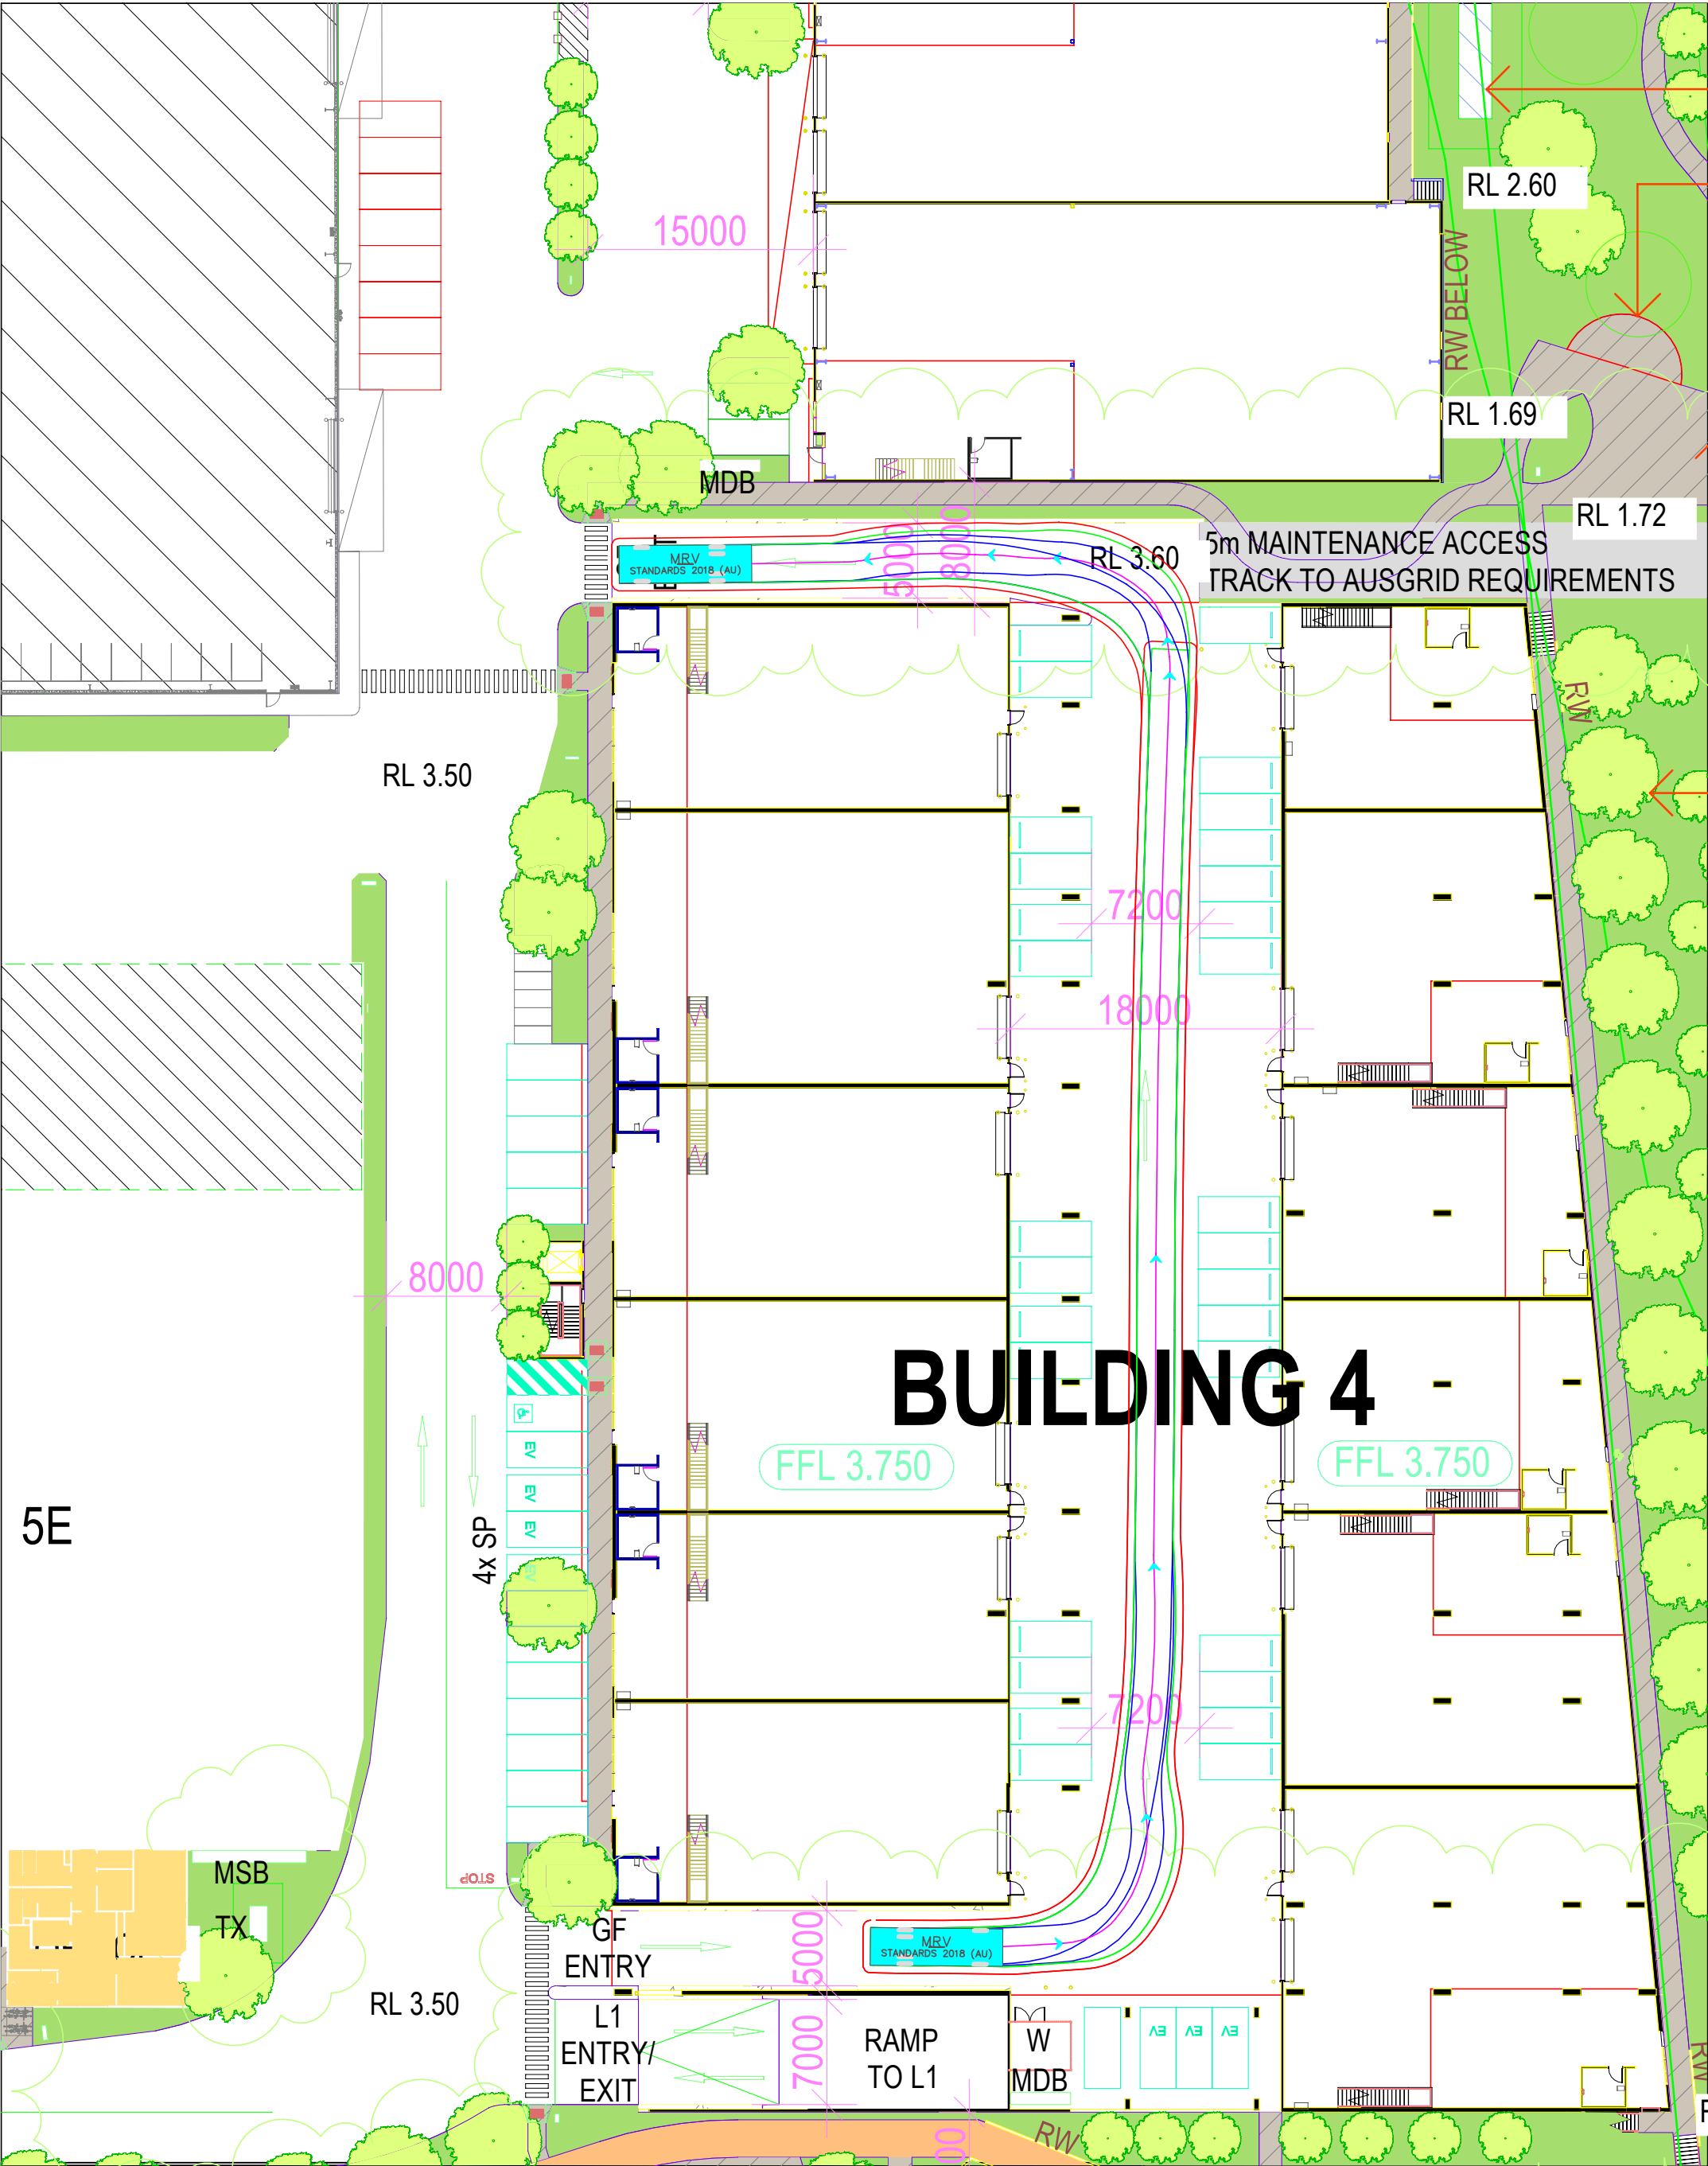 RL 2.60
15000
RW BELOW
RL 1.69
MDB
RL 1.72
MRV
STANDARDS 2018 (AU)
5000
8000
RL 3.60
5m MAINTENANCE ACCESS
TRACK TO AUSGRID REQUIREMENTS
RW
RL 3.50
7200
18000
8000
BUILDING 4
EV
FFL 3.750
FFL 3.750
EV
5E
4x SP
EV
EV
7200
MSB
STOP
TX
GF
ENTRY
5000
MRV
STANDARDS 2018 (AU)
RL 3.50
L1
ENTRY/
EXIT
7000
RAMP
TO L1
W
MDB
EV
EV
EV
RW
RW
00